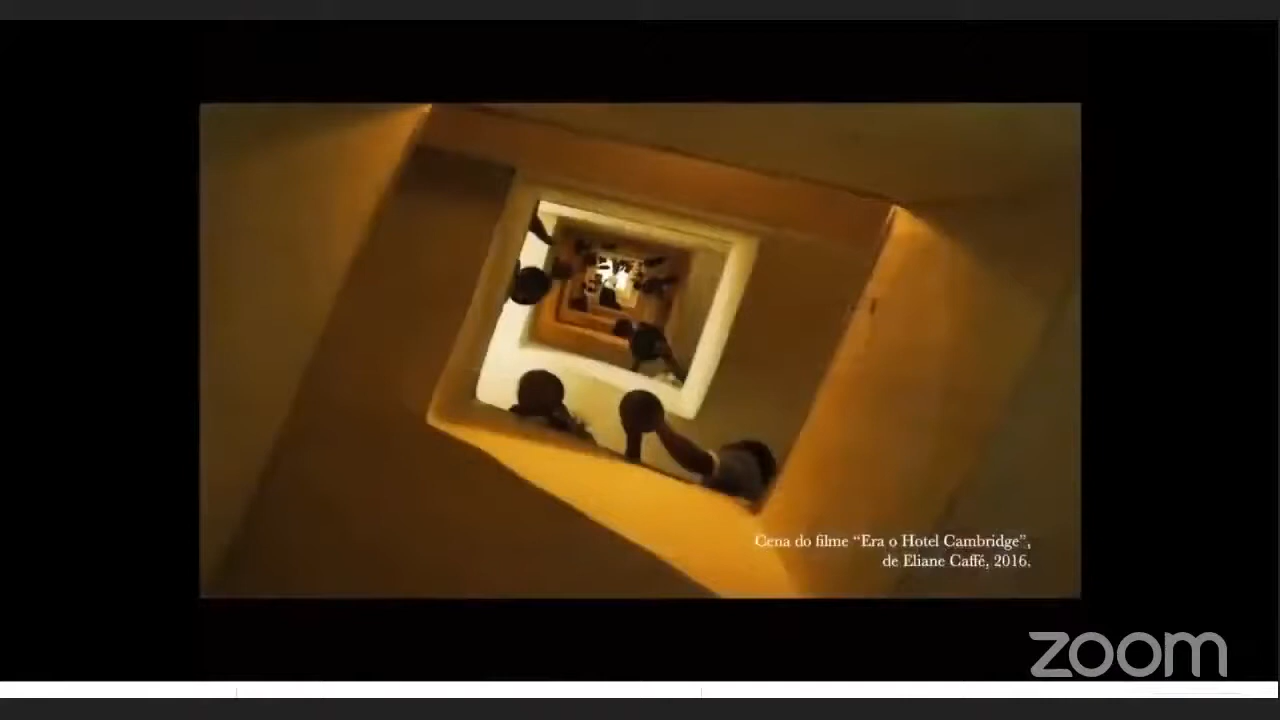 Cena do filme “Era o Hotel Cambridge”,
de Eliane Caffé, 2016.
zoom